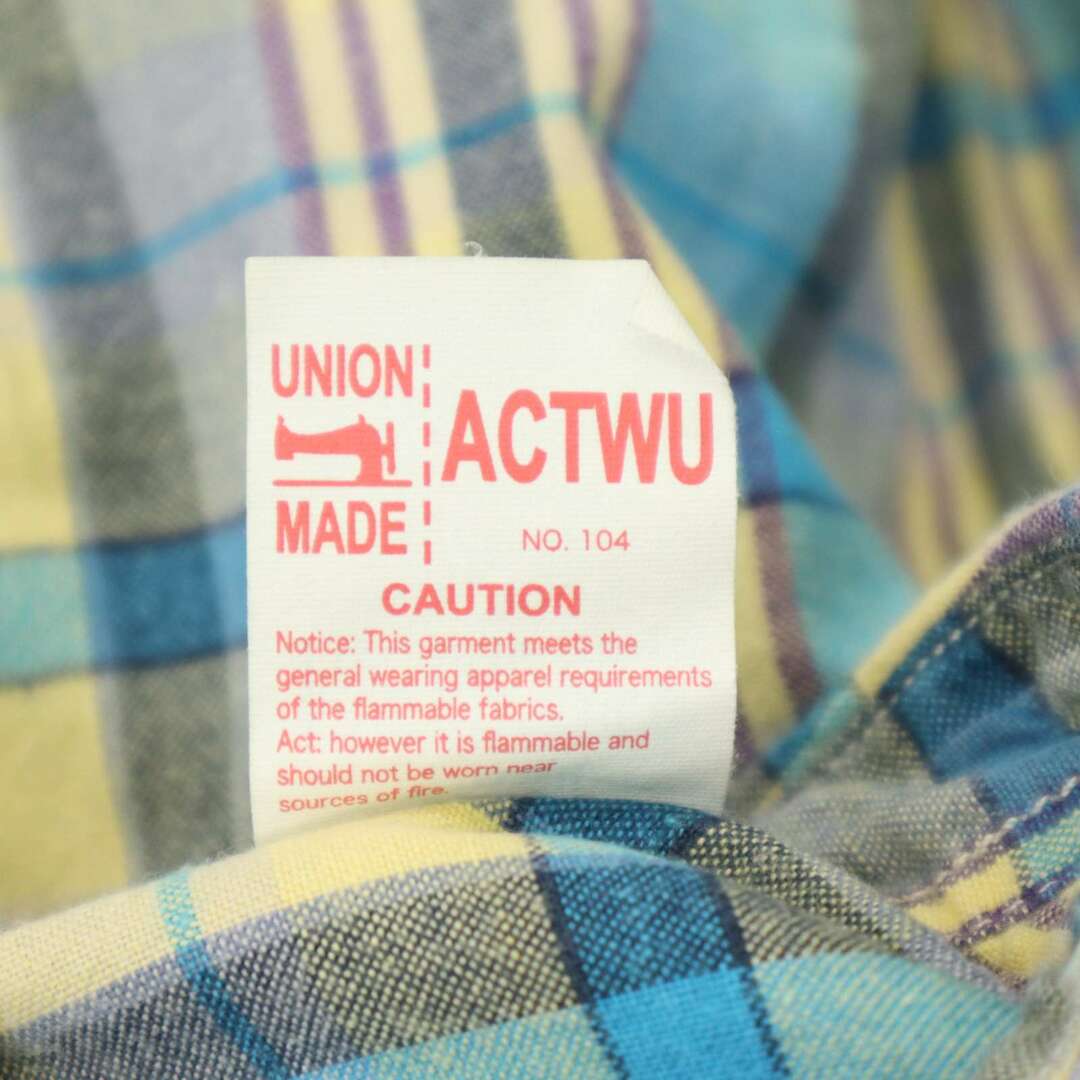 UNION
MADE
ACTWU
NO. 104
CAUTION
Notice: This garment meets the
general wearing apparel requirements
of the flammable fabrics.
Act: however it is flammable and
should not be worn near
sources of fire.